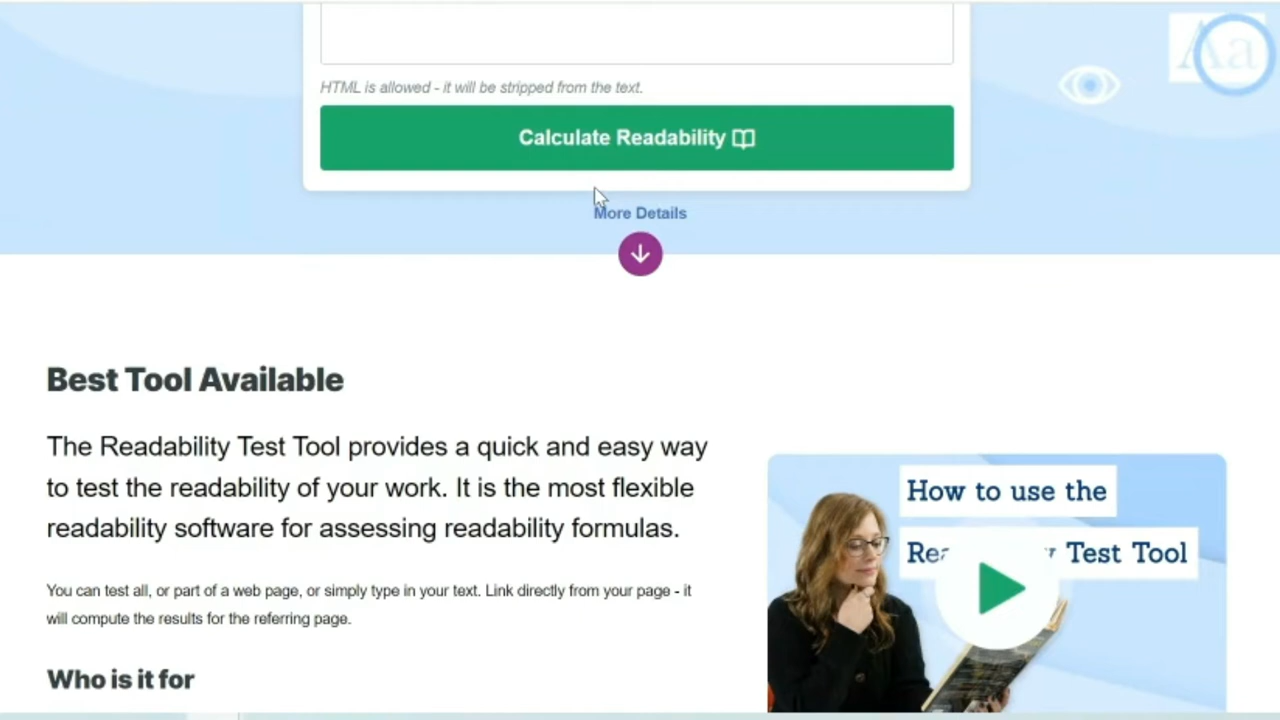 Aa
HTML is allowed - it will be stripped from the text.
Calculate Readability
More Details
Best Tool Available
The Readability Test Tool provides a quick and easy way
to test the readability of your work. It is the most flexible
readability software for assessing readability formulas.
You can test all, or part of a web page, or simply type in your text. Link directly from your page - it
will compute the results for the referring page.
Who is it for
How to use the
Test Tool